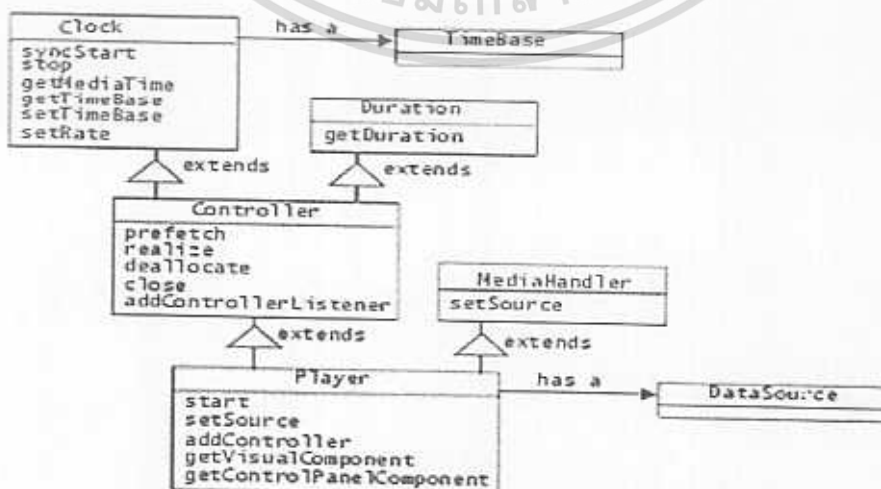 Clock
syncStart
stop
getMediaTime
getTimeBase
setTimeBase
setRate
has a
TimeBase
Duration
getDuration
extends
extends
Controller
prefetch
realize
deallocate
close
addControllerListener
MediaHandler
setSource
extends
extends
Player
start
setSource
addController
getVisualComponent
getControlPanelComponent
has a
DataSource